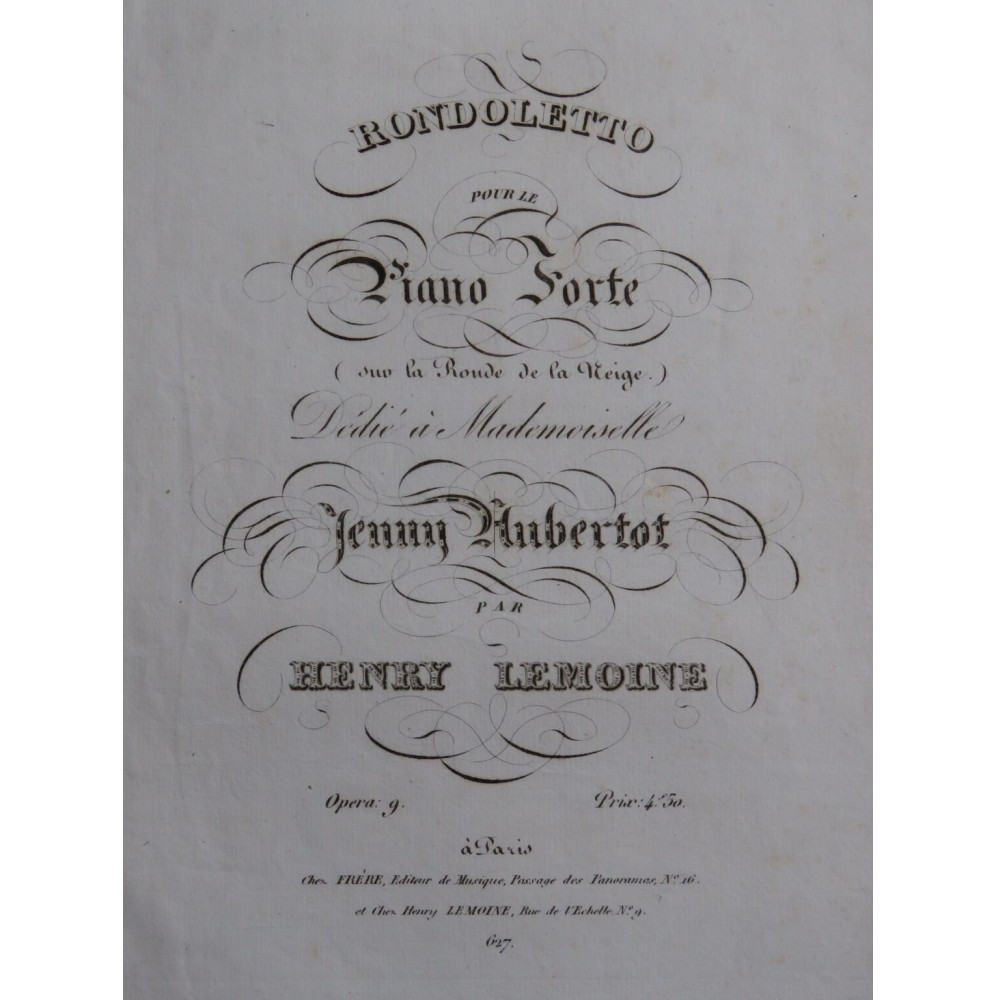 RONDOLETTO
POUR LE
Piano Forte
( sur la Ronde de la Neige. )
Dédié à Mademoiselle
Jenny Hubertot
PAR
HENRY LEMOINE
Opera: 9. Prix: 4f 50.
à Paris
Chez FRÈRE, Editeur de Musique, Passage des Panoramas, No. 16.
et Chez Henry LEMOINE, Rue de l'Echelle No. 9.
627.